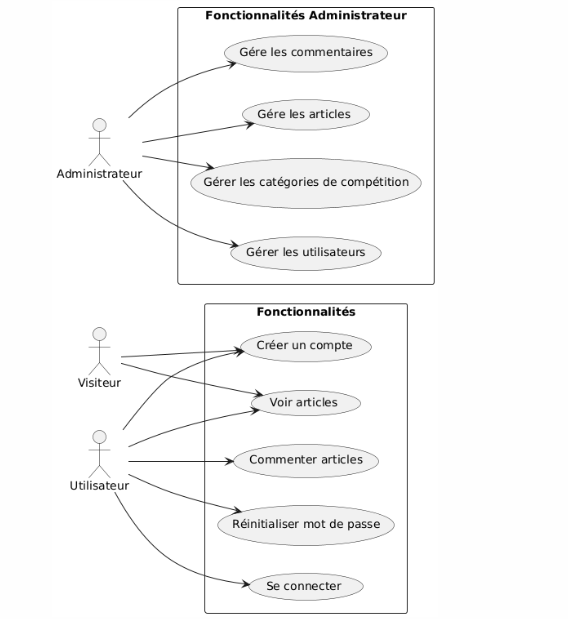 Fonctionnalités Administrateur
Gére les commentaires
Gére les articles
Administrateur
Gérer les catégories de compétition
Gérer les utilisateurs
Fonctionnalités
Créer un compte
Visiteur
Voir articles
Commenter articles
Utilisateur
Réinitialiser mot de passe
Se connecter